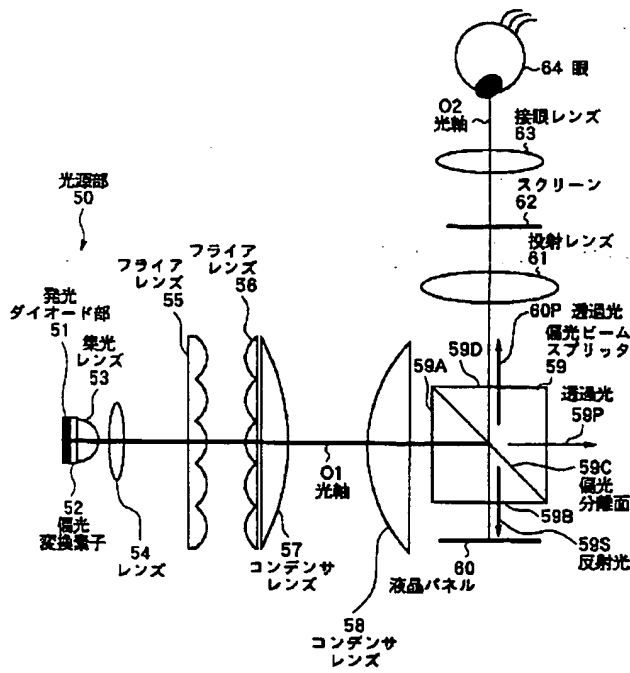 64 眼
O2
光軸
接眼レンズ
63
スクリーン
62
投射レンズ
61
60P 透過光
偏光ビーム
スプリッタ
59
59D
59A
透過光
59P
59C
偏光
分離面
59B
59S
反射光
60
液晶パネル
光源部
50
フライア
レンズ
55
フライア
レンズ
56
発光
ダイオード部
51
集光
レンズ
53
52
偏光
変換素子
54
レンズ
O1
光軸
57
コンデンサ
レンズ
58
コンデンサ
レンズ